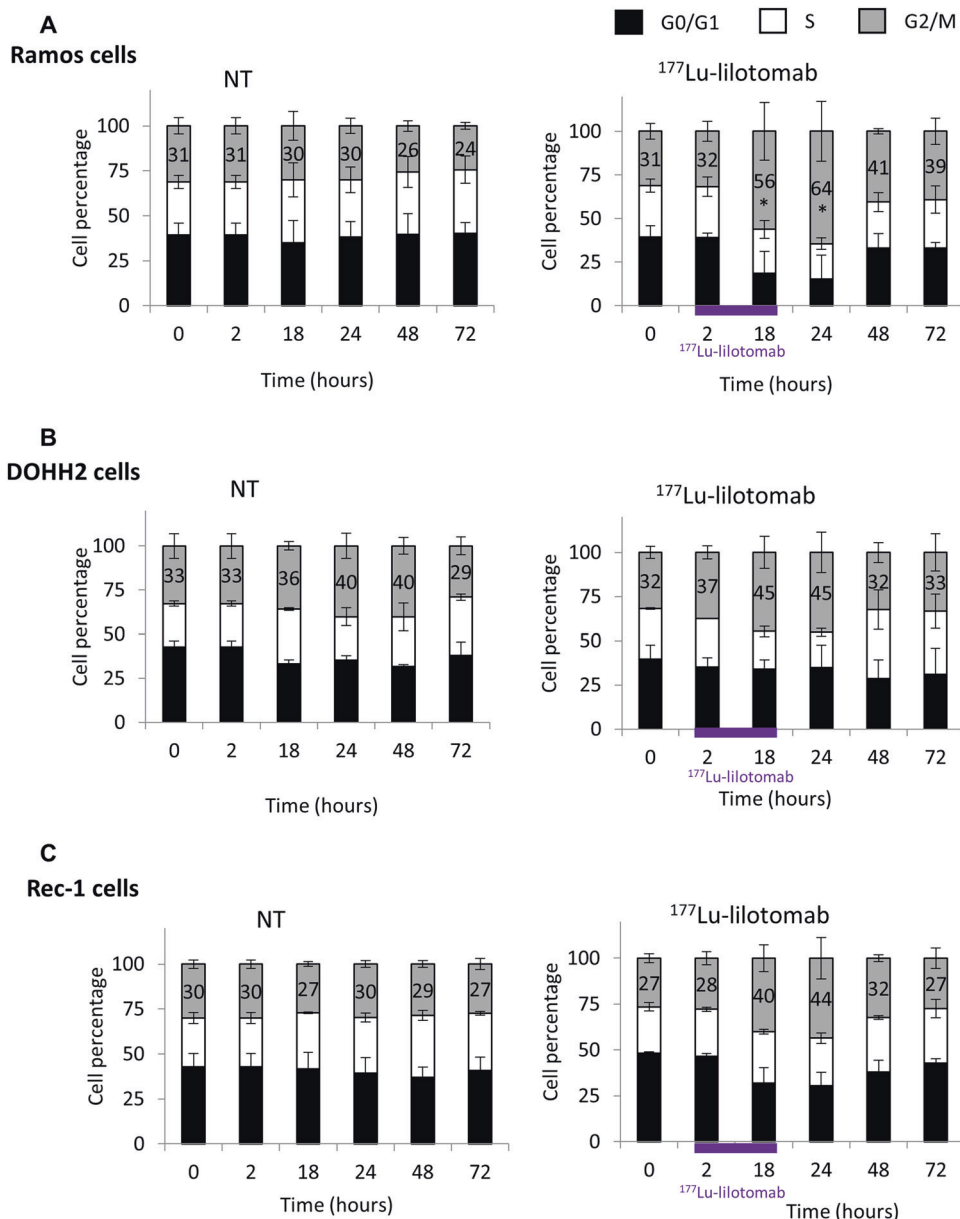 A
Ramos cells
G0/G1 S G2/M
NT
Cell percentage
100
75
50
25
0
31 31 30 30 26 24
0 2 18 24 48 72
Time (hours)
¹⁷⁷Lu-lilotomab
Cell percentage
100
75
50
25
0
31 32 56 64 41 39
* *
0 2 18 24 48 72
¹⁷⁷Lu-lilotomab
Time (hours)
B
DOHH2 cells
NT
Cell percentage
100
75
50
25
0
33 33 36 40 40 29
0 2 18 24 48 72
Time (hours)
¹⁷⁷Lu-lilotomab
Cell percentage
100
75
50
25
0
32 37 45 45 32 33
0 2 18 24 48 72
¹⁷⁷Lu-lilotomab
Time (hours)
C
Rec-1 cells
NT
Cell percentage
100
75
50
25
0
30 30 27 30 29 27
0 2 18 24 48 72
Time (hours)
¹⁷⁷Lu-lilotomab
Cell percentage
100
75
50
25
0
27 28 40 44 32 27
0 2 18 24 48 72
¹⁷⁷Lu-lilotomab
Time (hours)